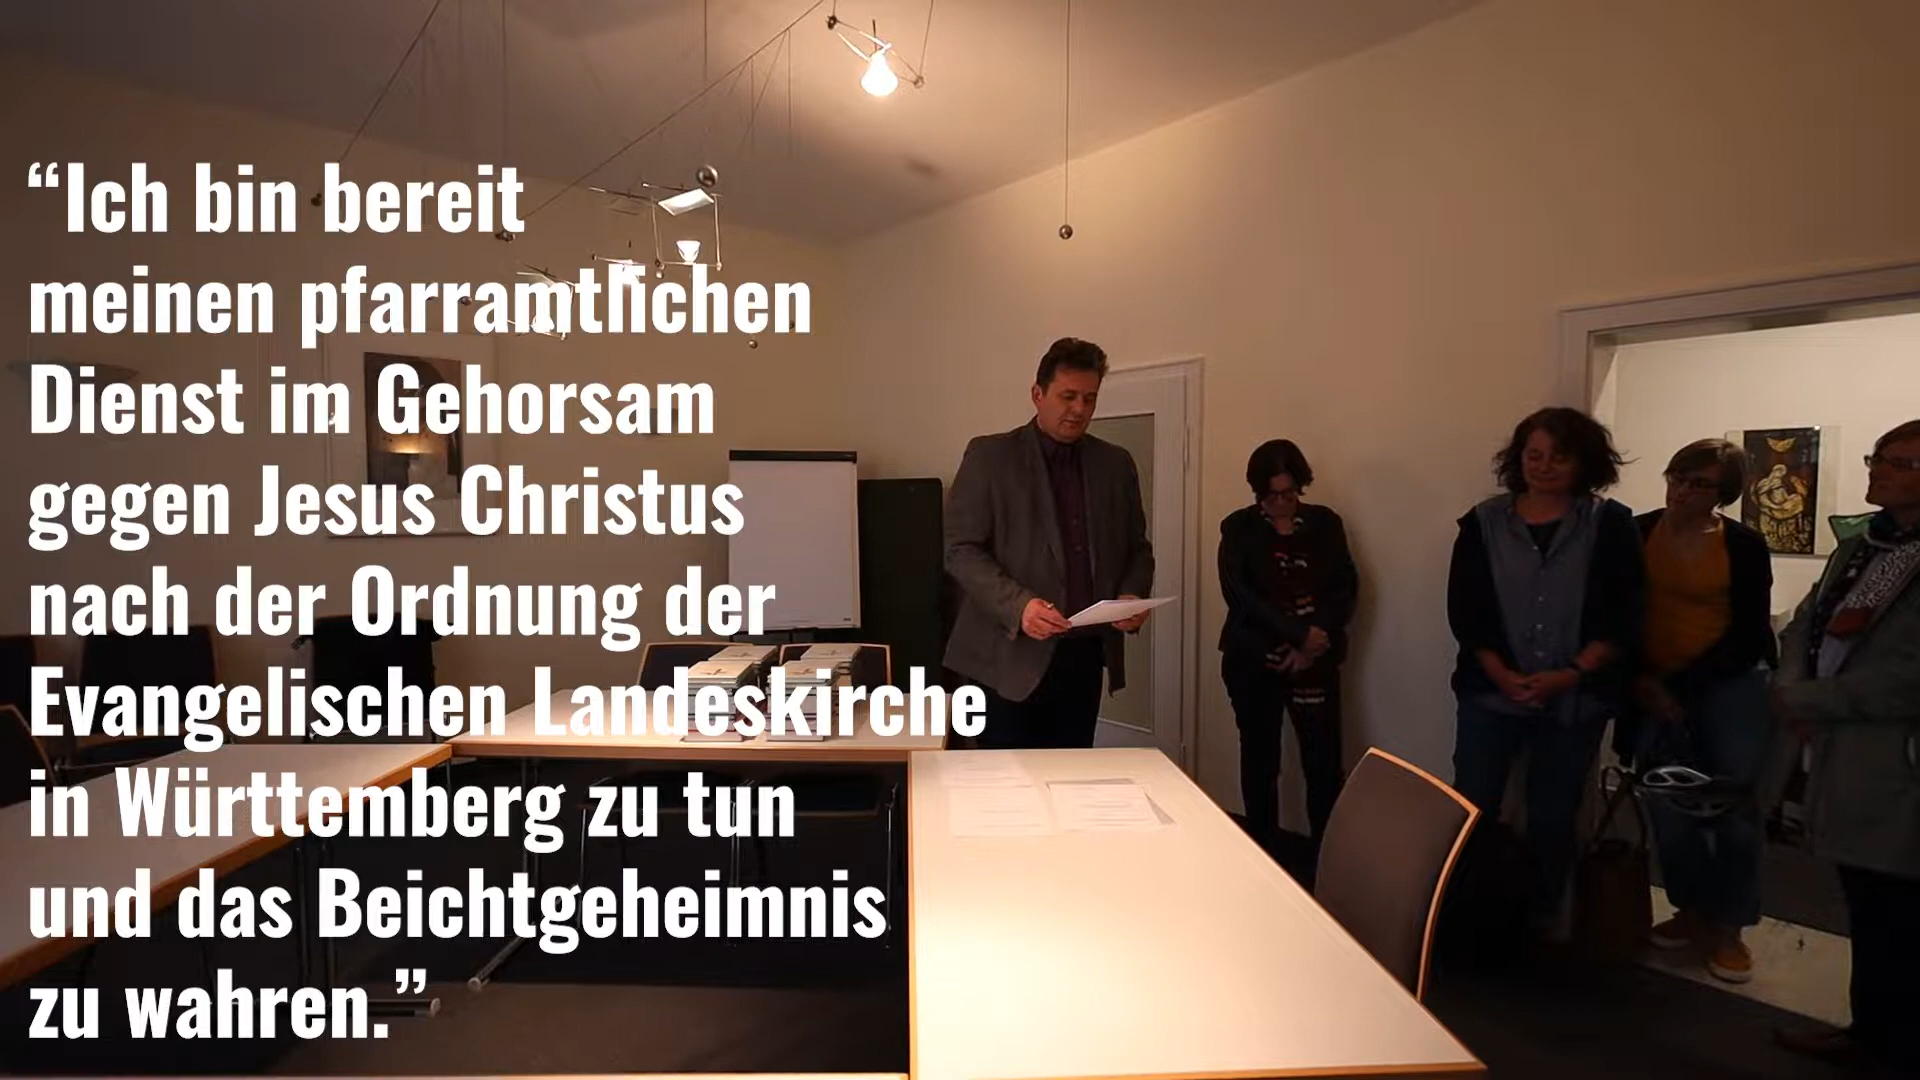 “Ich bin bereit
meinen pfarramtlichen
Dienst im Gehorsam
gegen Jesus Christus
nach der Ordnung der
Evangelischen Landeskirche
in Württemberg zu tun
und das Beichtgeheimnis
zu wahren.”